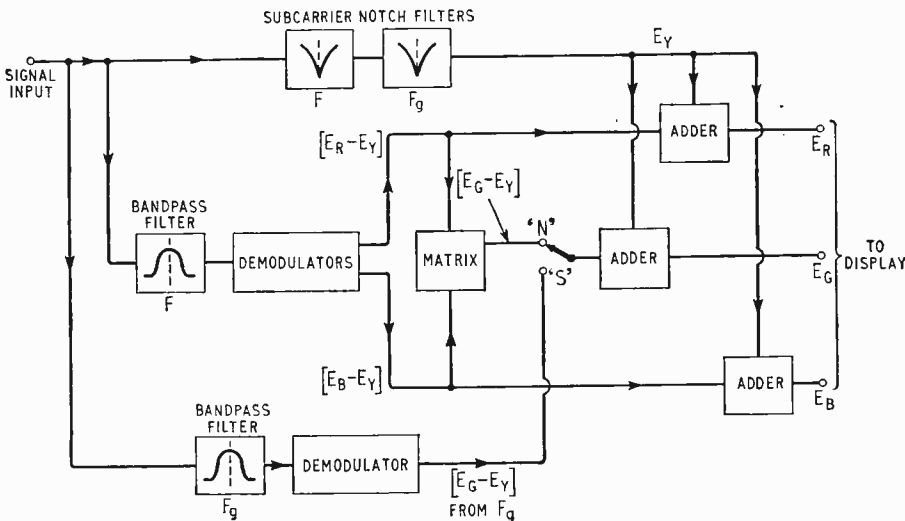 SUBCARRIER NOTCH FILTERS
SIGNAL
INPUT
F
Fg
EY
ADDER
ER
[ER–EY]
[EG–EY]
BANDPASS
FILTER
F
DEMODULATORS
MATRIX
'N'
'S'
ADDER
EG
TO
DISPLAY
[EB–EY]
ADDER
EB
BANDPASS
FILTER
Fg
DEMODULATOR
[EG–EY]
FROM Fg